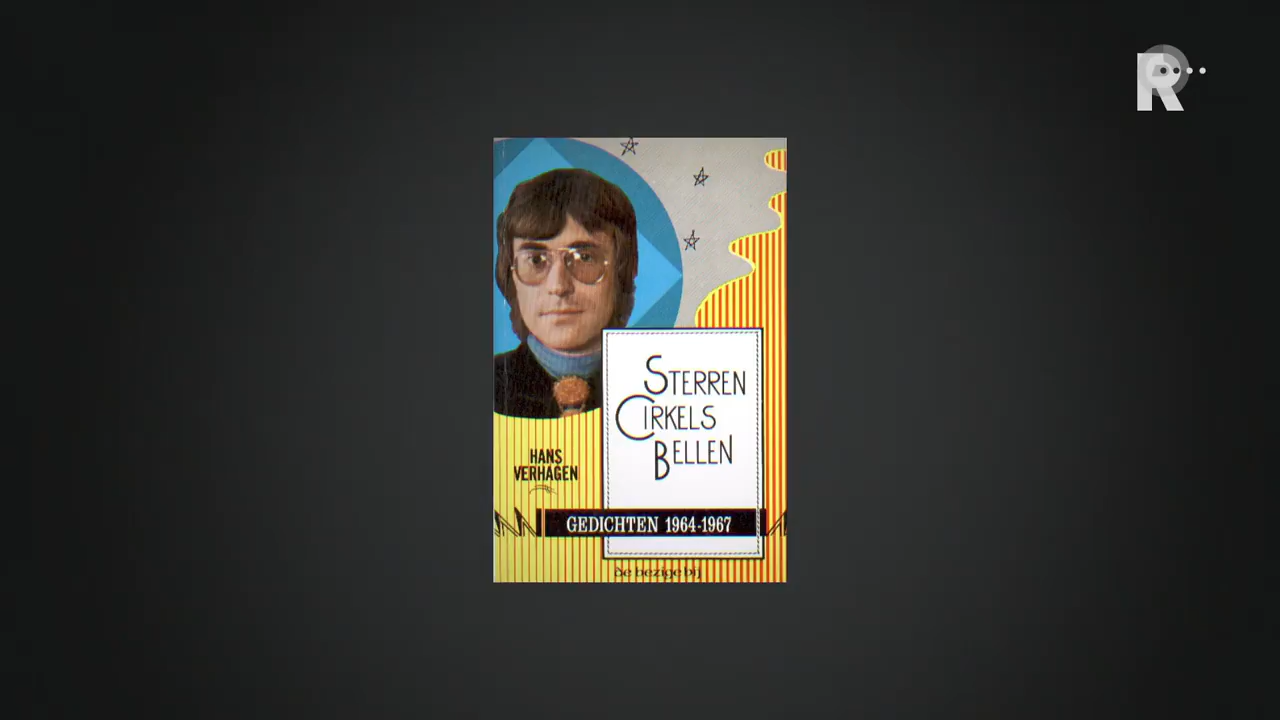 R
STERREN
CIRKELS
BELLEN
HANS
VERHAGEN
GEDICHTEN 1964-1967
de bezige bij